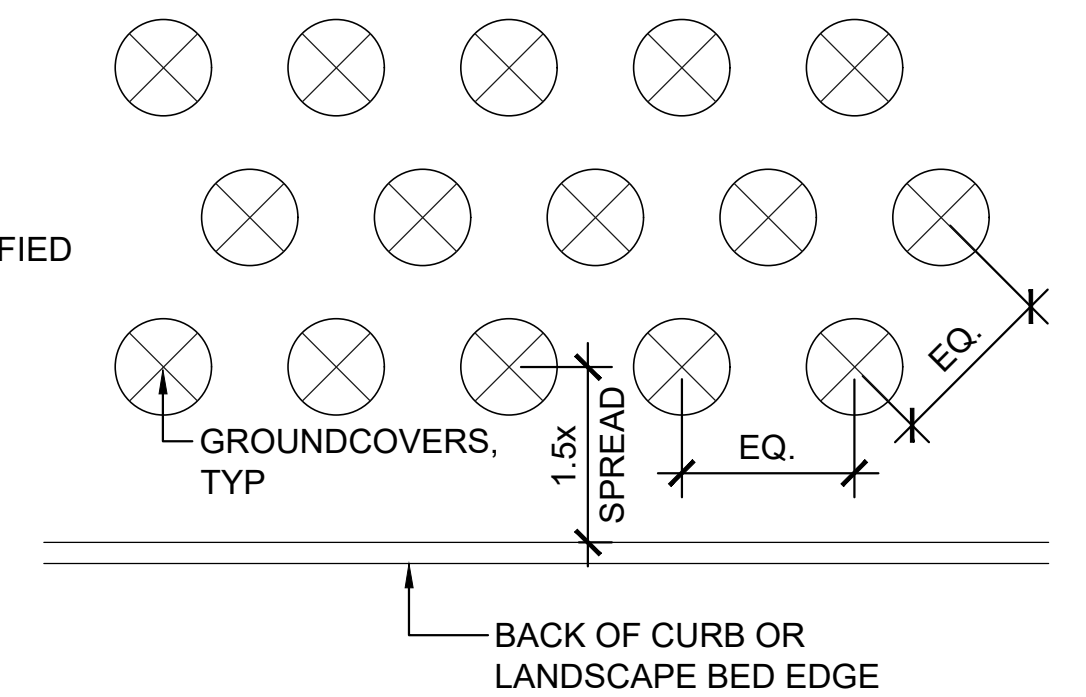 FIED
EQ.
GROUNDCOVERS,
TYP
1.5x
SPREAD
EQ.
BACK OF CURB OR
LANDSCAPE BED EDGE